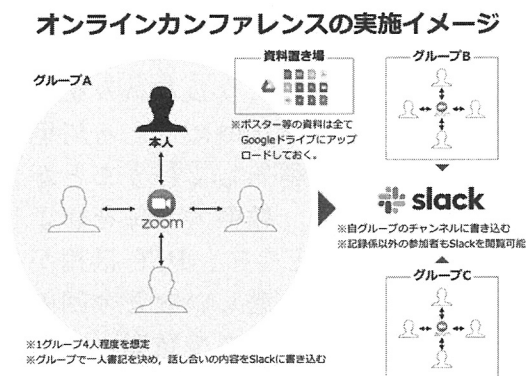 オンラインカンファレンスの実施イメージ
グループA
本人
zoom
※1グループ4人程度を想定
※グループで一人書記を決め，話し合いの内容をSlackに書き込む
資料置き場
※ポスター等の資料は全て
Googleドライブにアップ
ロードしておく。
グループB
slack
※自グループのチャンネルに書き込む
※記録係以外の参加者もSlackを閲覧可能
グループC